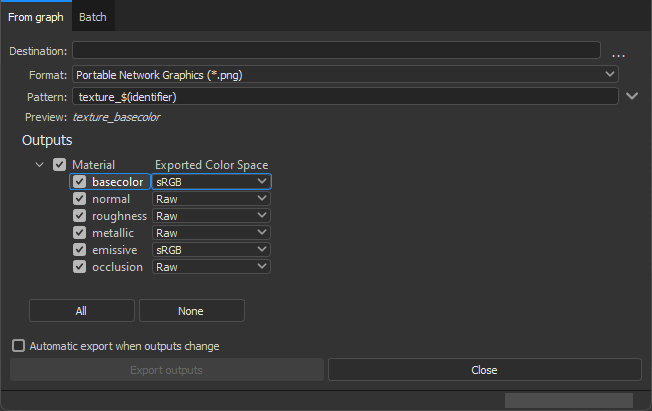 From graph Batch
Destination: ...
Format: Portable Network Graphics (*.png)
Pattern: texture_$(identifier)
Preview: texture_basecolor
Outputs
Material Exported Color Space
basecolor sRGB
normal Raw
roughness Raw
metallic Raw
emissive sRGB
occlusion Raw
All None
Automatic export when outputs change
Export outputs Close